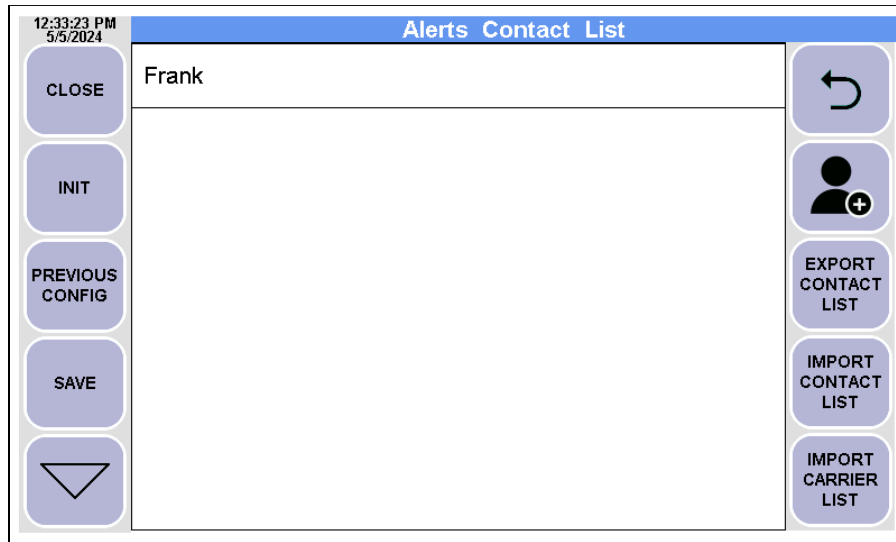 12:33:23 PM
5/5/2024
Alerts Contact List
CLOSE
INIT
PREVIOUS
CONFIG
SAVE
Frank
EXPORT
CONTACT
LIST
IMPORT
CONTACT
LIST
IMPORT
CARRIER
LIST